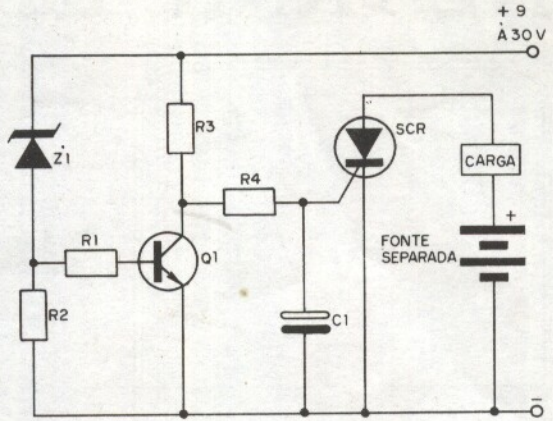 + 9
À 30 V
R3
SCR
Z1
R4
CARGA
R1
Q1
+
FONTE
SEPARADA
R2
C1
–